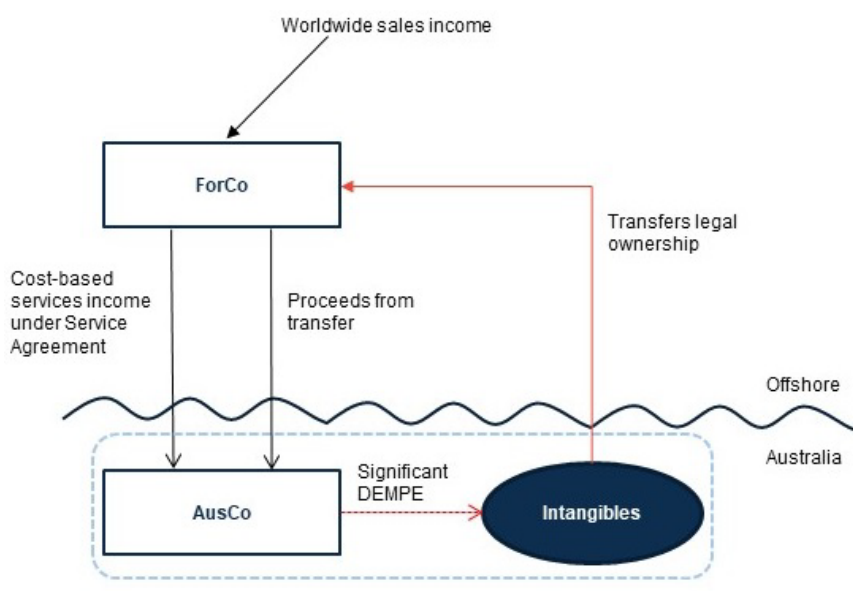 Worldwide sales income
ForCo
Transfers legal
ownership
Cost-based
services income
under Service
Agreement
Proceeds from
transfer
Offshore
Australia
Significant
DEMPE
AusCo
Intangibles